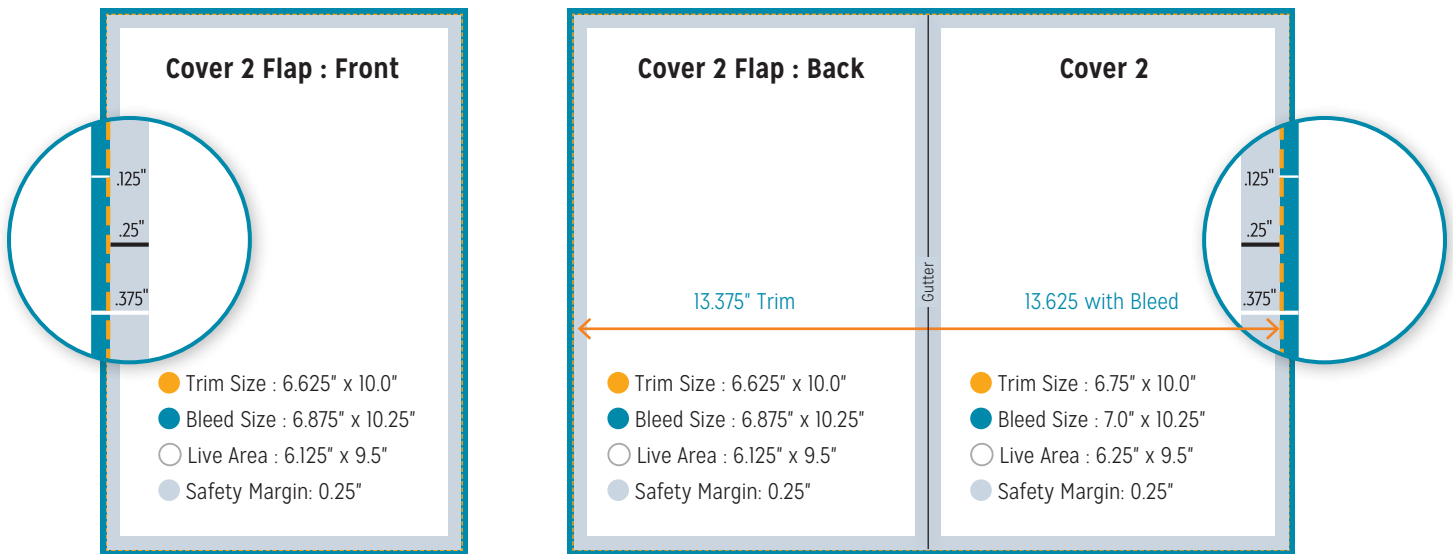 Cover 2 Flap : Front
.125"
.25"
.375"
Trim Size : 6.625" x 10.0"
Bleed Size : 6.875" x 10.25"
Live Area : 6.125" x 9.5"
Safety Margin: 0.25"
Cover 2 Flap : Back
13.375" Trim
Trim Size : 6.625" x 10.0"
Bleed Size : 6.875" x 10.25"
Live Area : 6.125" x 9.5"
Safety Margin: 0.25"
Gutter
Cover 2
.125"
.25"
.375"
13.625 with Bleed
Trim Size : 6.75" x 10.0"
Bleed Size : 7.0" x 10.25"
Live Area : 6.25" x 9.5"
Safety Margin: 0.25"